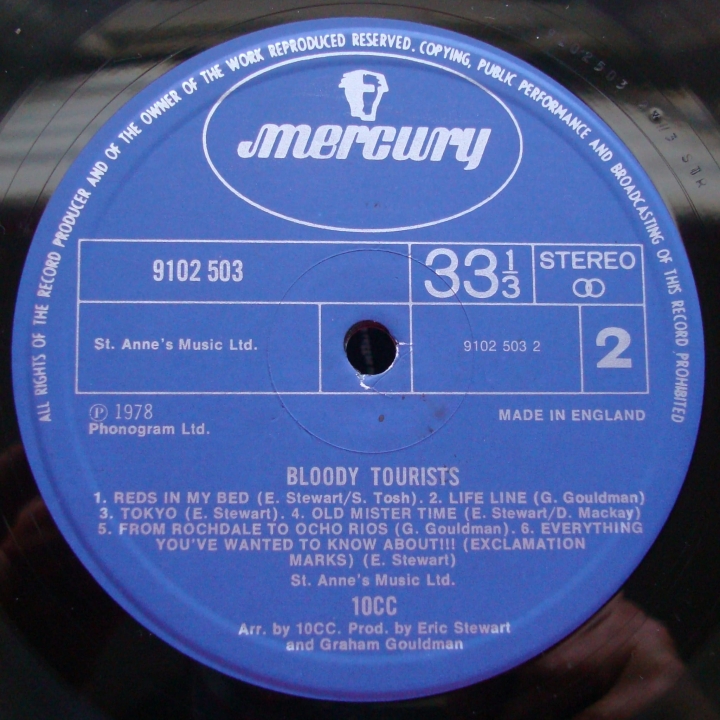 ALL RIGHTS OF THE RECORD PRODUCER AND OF THE OWNER OF THE WORK REPRODUCED RESERVED. COPYING, PUBLIC PERFORMANCE AND BROADCASTING OF THIS RECORD PROHIBITED
mercury
9102 503
33 1/3
STEREO
St. Anne's Music Ltd.
9102 503 2
2
Ⓟ 1978
Phonogram Ltd.
MADE IN ENGLAND
BLOODY TOURISTS
1. REDS IN MY BED (E. Stewart/S. Tosh). 2. LIFE LINE (G. Gouldman)
3. TOKYO (E. Stewart). 4. OLD MISTER TIME (E. Stewart/D. Mackay)
5. FROM ROCHDALE TO OCHO RIOS (G. Gouldman). 6. EVERYTHING
YOU'VE WANTED TO KNOW ABOUT!!! (EXCLAMATION
MARKS) (E. Stewart)
St. Anne's Music Ltd.
10CC
Arr. by 10CC. Prod. by Eric Stewart
and Graham Gouldman